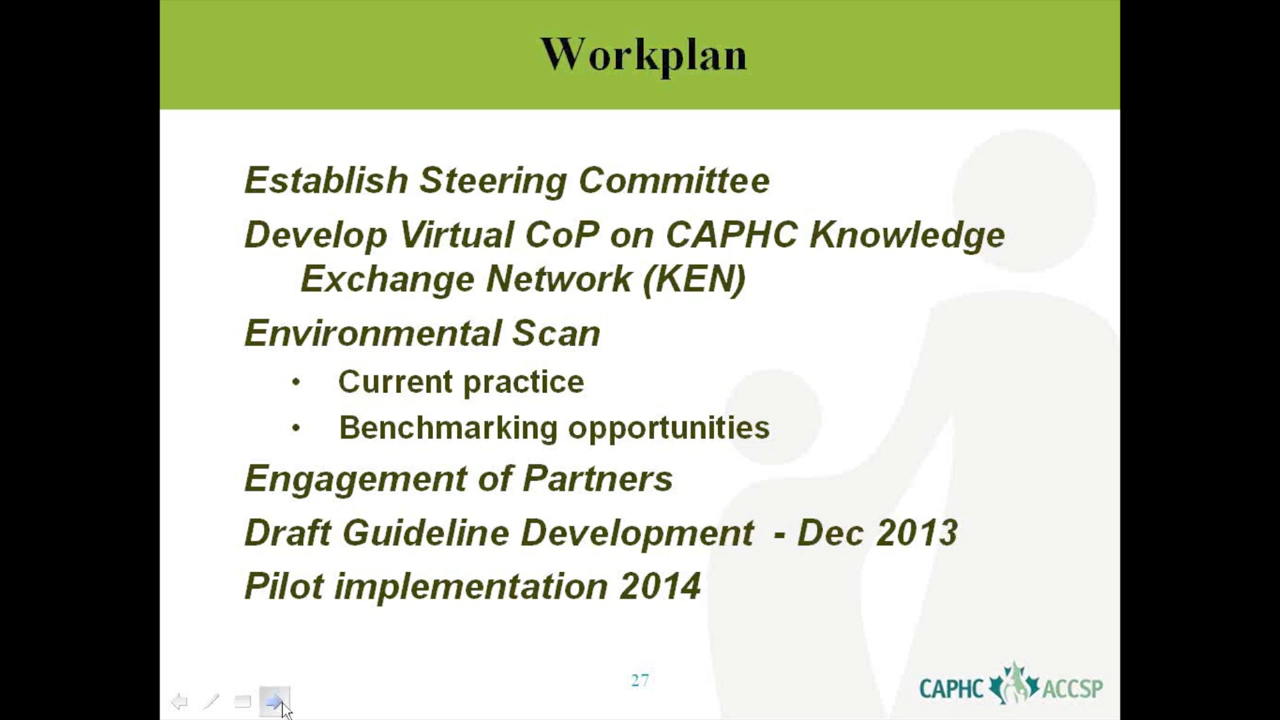 Workplan
Establish Steering Committee
Develop Virtual CoP on CAPHC Knowledge
Exchange Network (KEN)
Environmental Scan
• Current practice
• Benchmarking opportunities
Engagement of Partners
Draft Guideline Development - Dec 2013
Pilot implementation 2014
27
CAPHC ACCSP